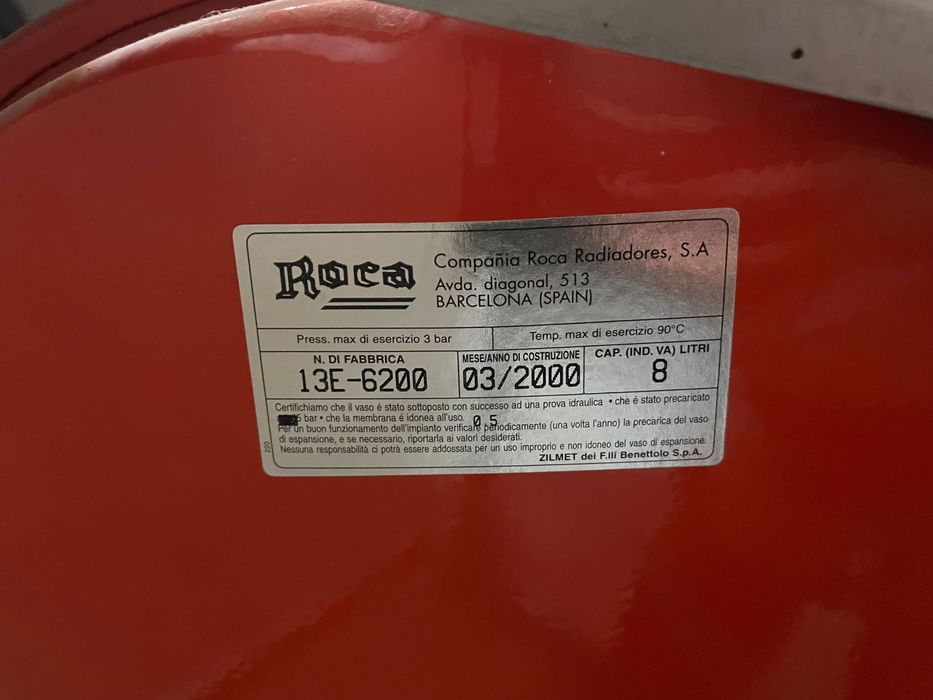 Roca
Compañia Roca Radiadores, S.A
Avda. diagonal, 513
BARCELONA (SPAIN)
Press. max di esercizio 3 bar
Temp. max di esercizio 90°C
N. DI FABBRICA
13E-6200
MESE/ANNO DI COSTRUZIONE
03/2000
CAP. (IND. VA) LITRI
8
Certifichiamo che il vaso é stato sottoposto con successo ad una prova idraulica • che é stato precaricato
5 bar • che la membrana é idonea all'uso. 0.5
Per un buon funzionamento dell'impianto verificare periodicamente (una volta l'anno) la precarica del vaso
di espansione, e se necessario, riportarla ai valori desiderati.
Nessuna responsabilità ci potrà essere addossata per un uso improprio e non idoneo del vaso di espansione.
ZILMET dei F.lli Benettolo S.p.A.